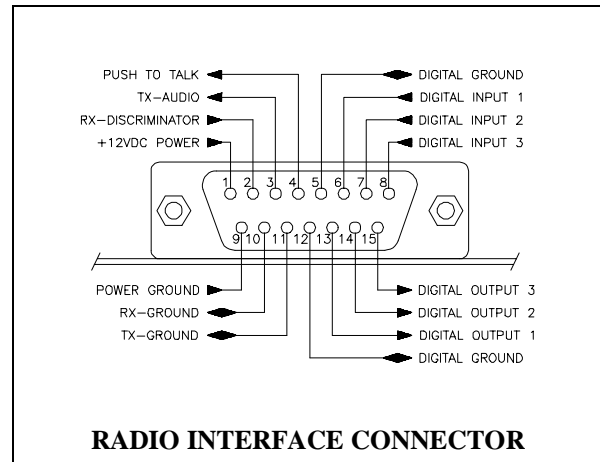 PUSH TO TALK
TX-AUDIO
RX-DISCRIMINATOR
+12VDC POWER
DIGITAL GROUND
DIGITAL INPUT 1
DIGITAL INPUT 2
DIGITAL INPUT 3
1 2 3 4 5 6 7 8
9 10 11 12 13 14 15
POWER GROUND
RX-GROUND
TX-GROUND
DIGITAL OUTPUT 3
DIGITAL OUTPUT 2
DIGITAL OUTPUT 1
DIGITAL GROUND
RADIO INTERFACE CONNECTOR